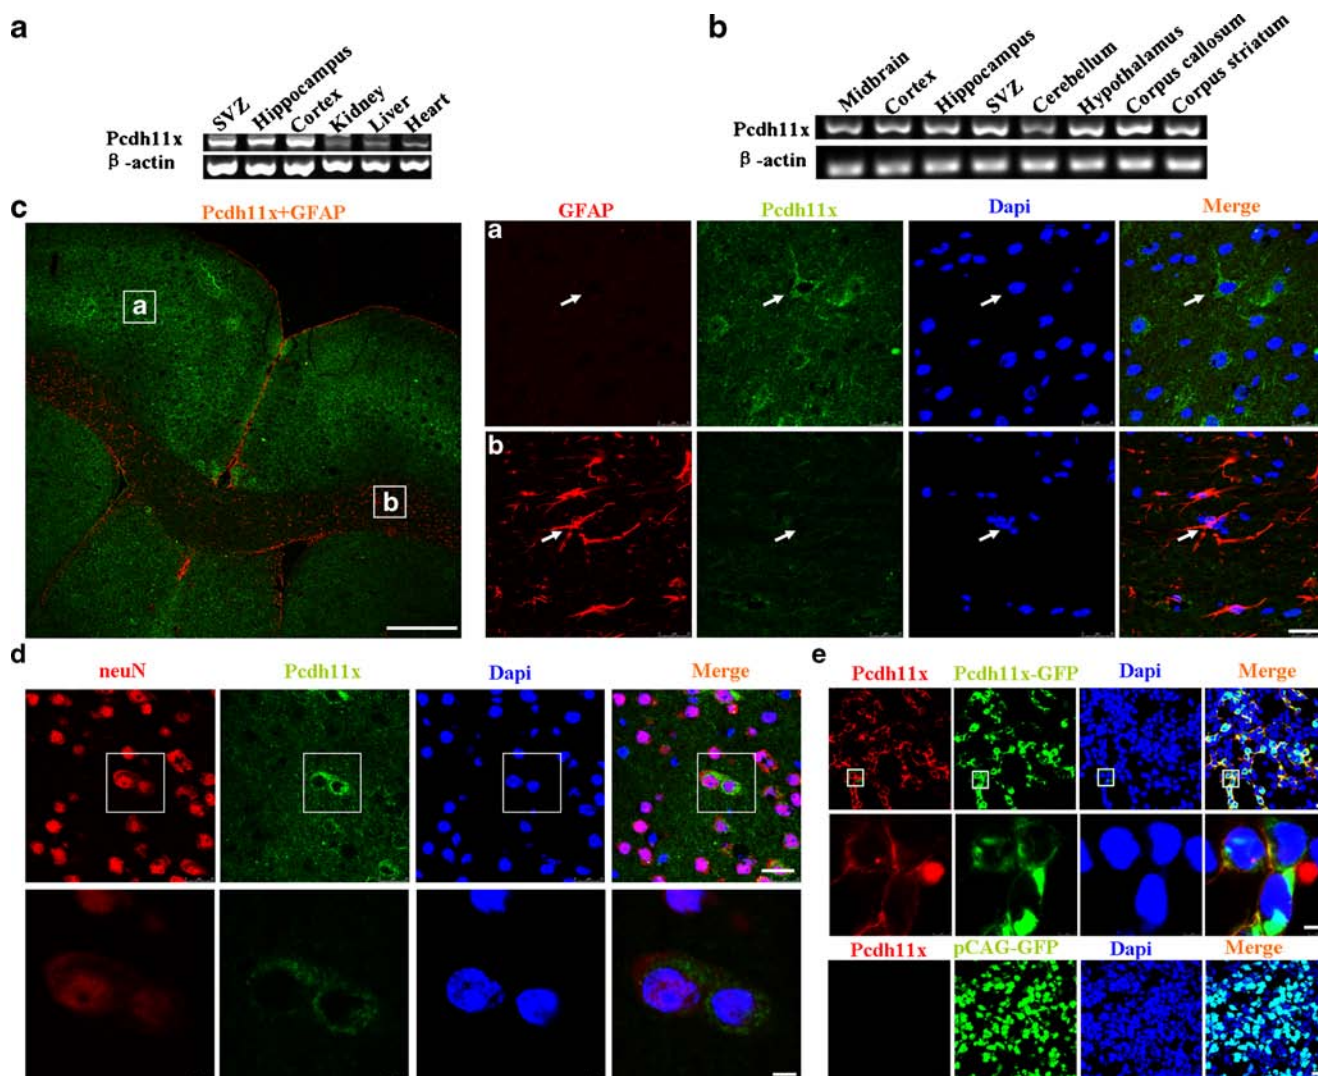 a
SVZ
Hippocampus
Cortex
Kidney
Liver
Heart
Pcdh11x
β -actin
b
Midbrain
Cortex
Hippocampus
SVZ
Cerebellum
Hypothalamus
Corpus callosum
Corpus striatum
Pcdh11x
β -actin
c
Pcdh11x+GFAP
a
b
GFAP
Pcdh11x
Dapi
Merge
a
b
d
neuN
Pcdh11x
Dapi
Merge
e
Pcdh11x
Pcdh11x-GFP
Dapi
Merge
Pcdh11x
pCAG-GFP
Dapi
Merge